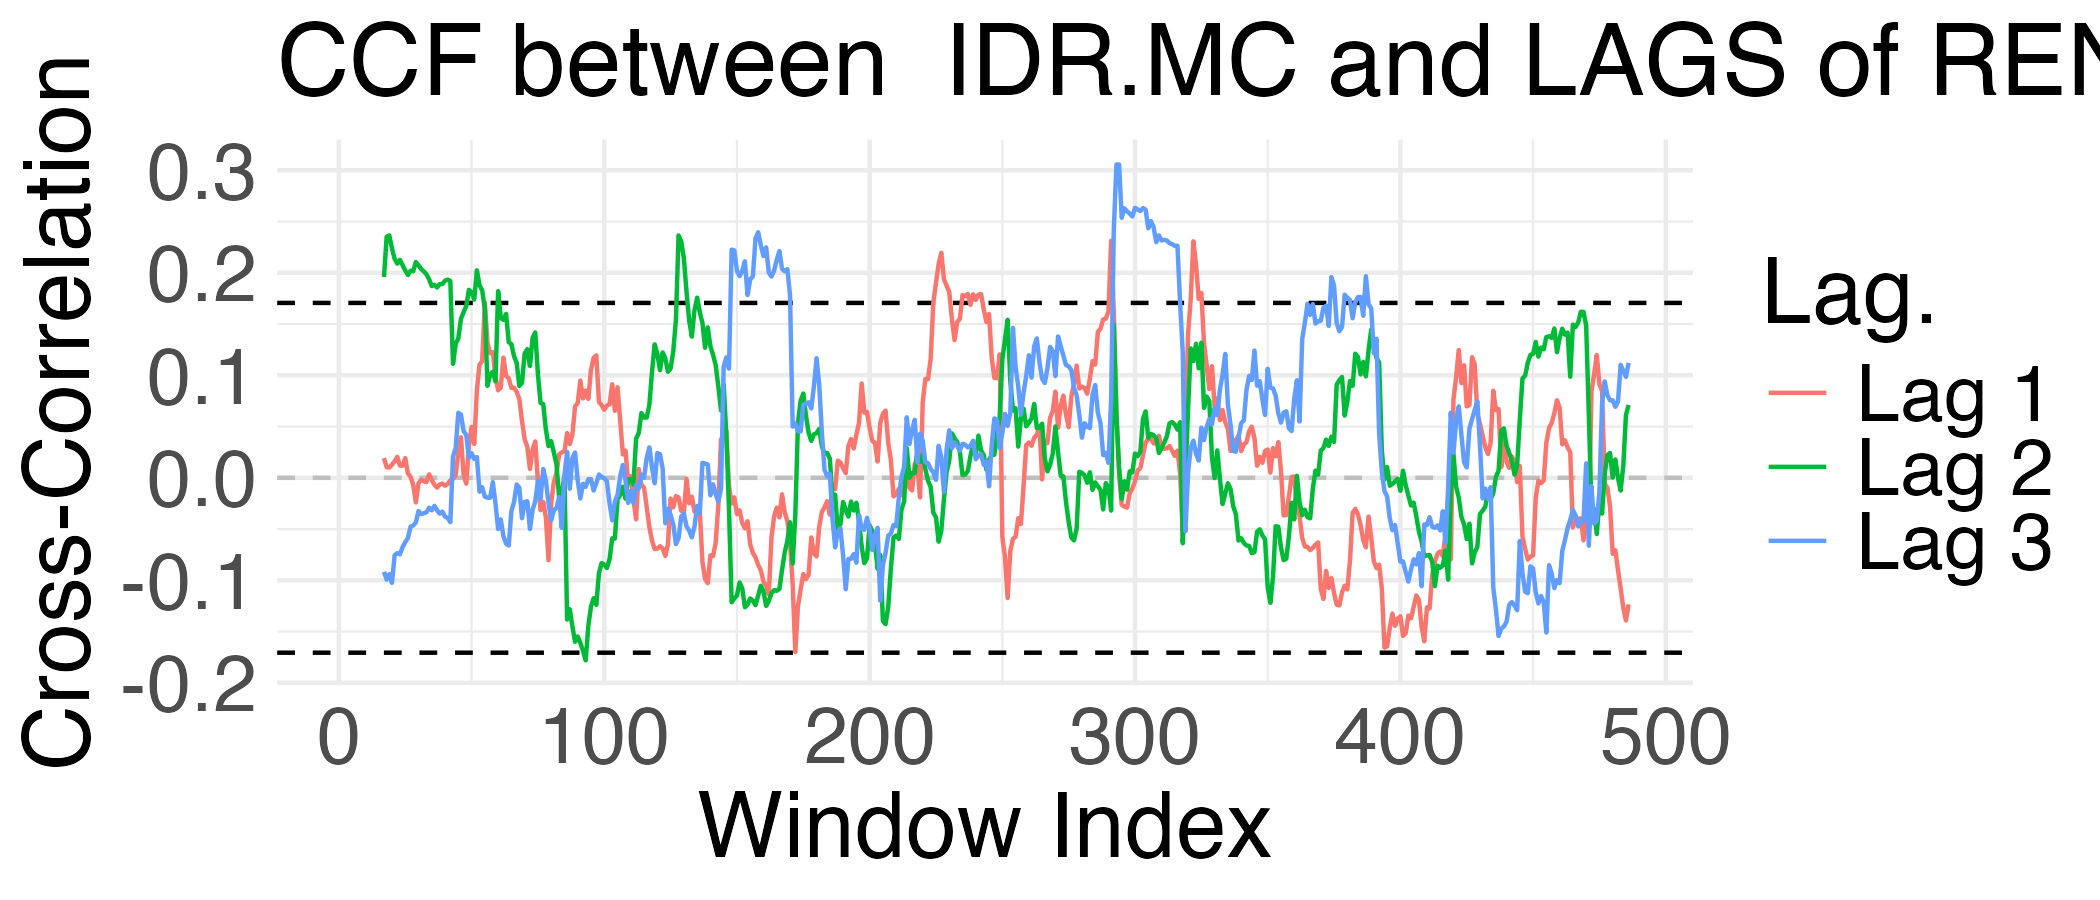 CCF between  IDR.MC and LAGS of REN
Cross-Correlation
0.3
0.2
0.1
0.0
-0.1
-0.2
0 100 200 300 400 500
Window Index
Lag.
Lag 1
Lag 2
Lag 3